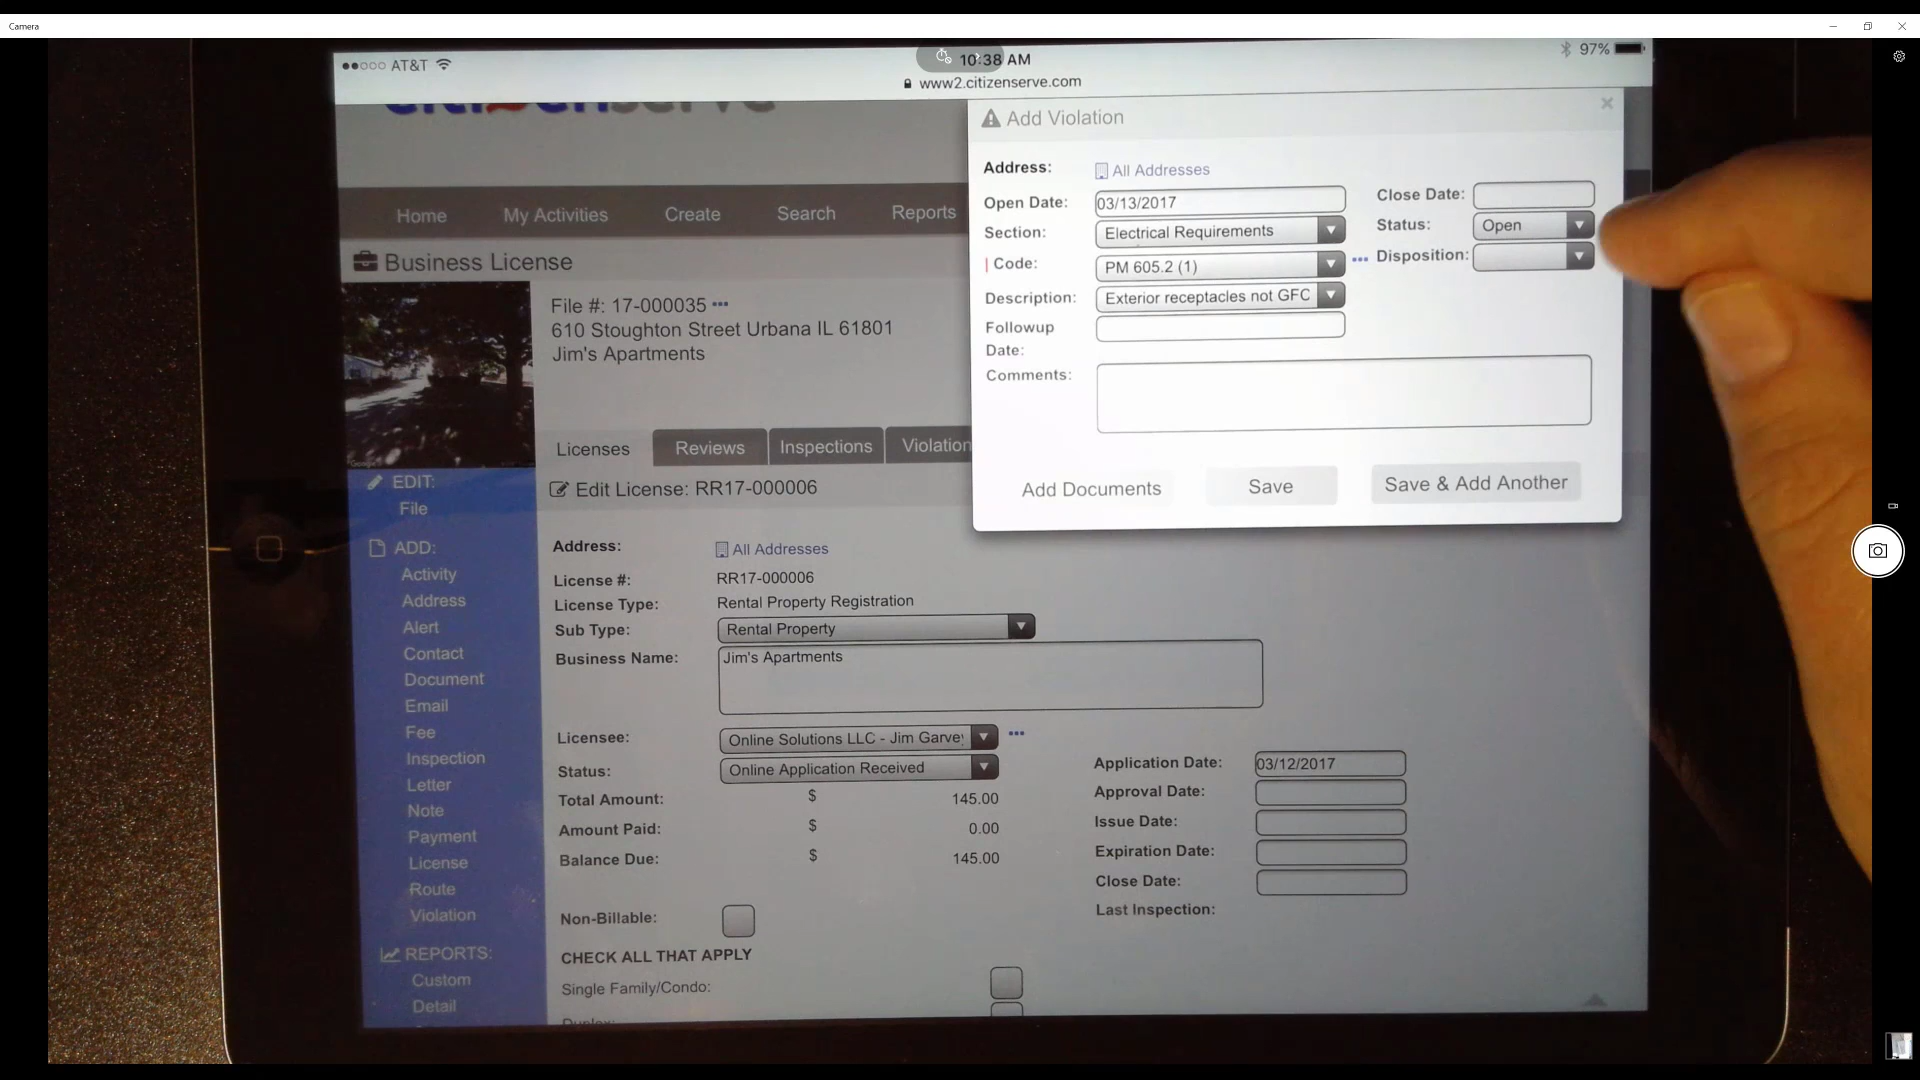 Camera
AT&T
10:38 AM
97%
www2.citizenserve.com
citizenserve
Add Violation
Address: All Addresses
Open Date: 03/13/2017 Close Date:
Section: Electrical Requirements Status: Open
Code: PM 605.2 (1) ••• Disposition:
Description: Exterior receptacles not GFC
Followup
Date:
Comments:
Add Documents Save Save & Add Another
Home My Activities Create Search Reports
Business License
File #: 17-000035 •••
610 Stoughton Street Urbana IL 61801
Jim's Apartments
Google
Licenses Reviews Inspections Violation
Edit License: RR17-000006
EDIT:
File
ADD:
Activity
Address
Alert
Contact
Document
Email
Fee
Inspection
Letter
Note
Payment
License
Route
Violation
REPORTS:
Custom
Detail
Address: All Addresses
License #: RR17-000006
License Type: Rental Property Registration
Sub Type: Rental Property
Business Name: Jim's Apartments
Licensee: Online Solutions LLC - Jim Garvey •••
Status: Online Application Received
Total Amount: $ 145.00
Amount Paid: $ 0.00
Balance Due: $ 145.00
Application Date: 03/12/2017
Approval Date:
Issue Date:
Expiration Date:
Close Date:
Last Inspection:
Non-Billable:
CHECK ALL THAT APPLY
Single Family/Condo:
Duplex: